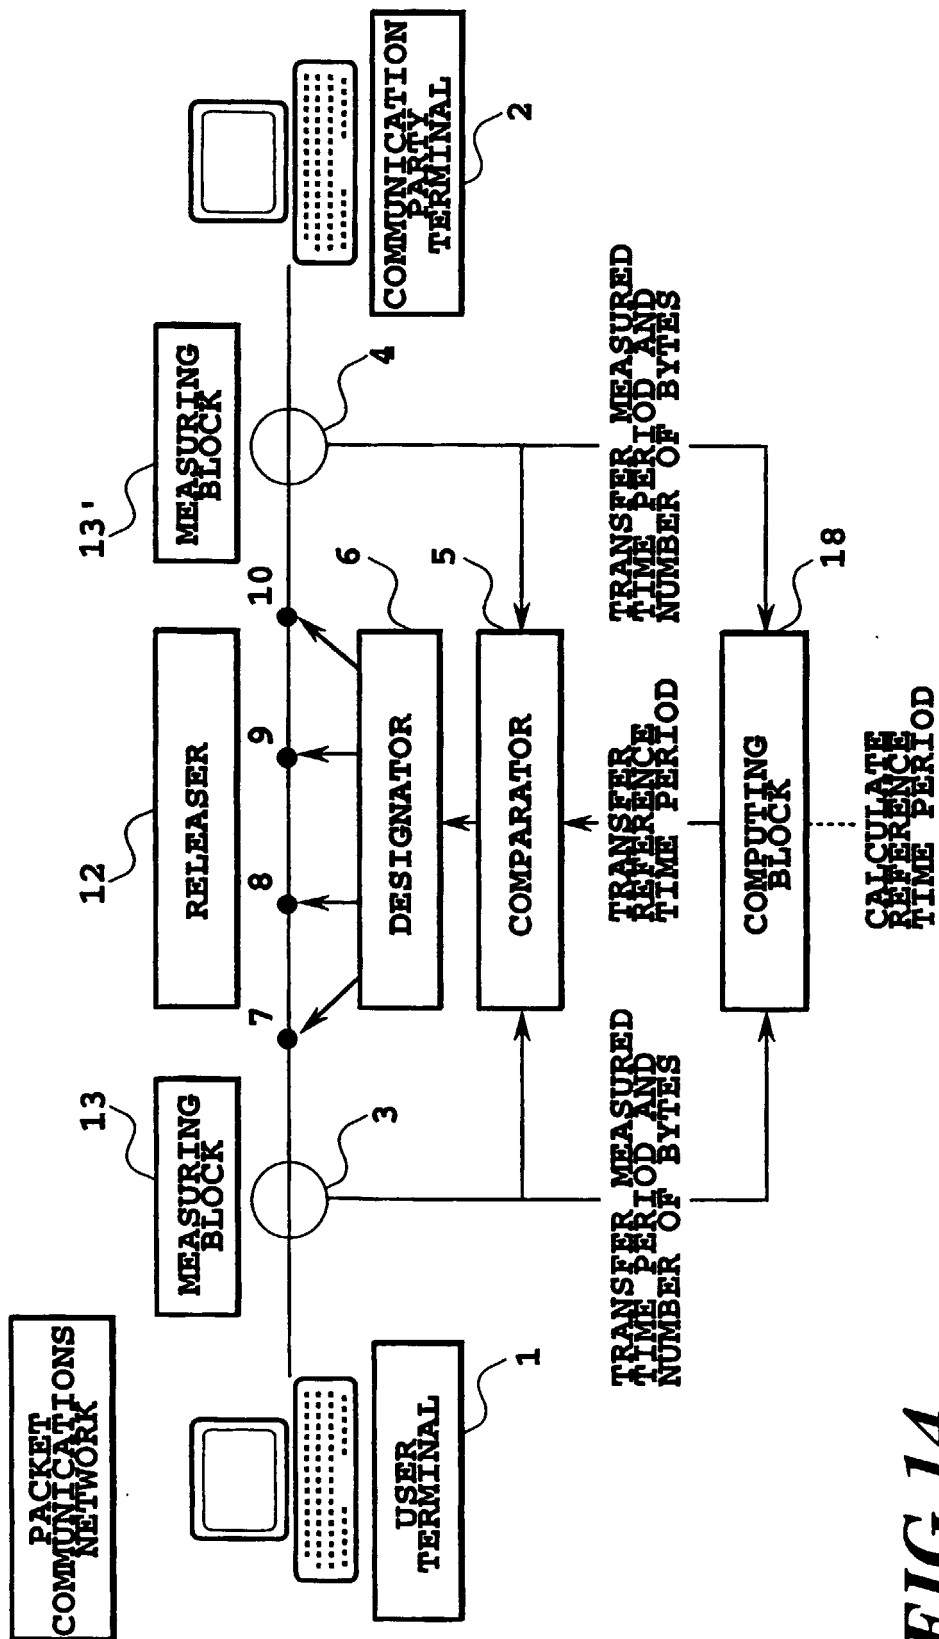 PACKET
COMMUNICATIONS
NETWORK
13
MEASURING
BLOCK
12
RELEASER
13'
MEASURING
BLOCK
3
7
8
9
10
4
USER
TERMINAL
1
DESIGNATOR
6
COMMUNICATION
PARTY
TERMINAL
2
COMPARATOR
5
TRANSFER MEASURED
TIME PERIOD AND
NUMBER OF BYTES
TRANSFER
REFERENCE
TIME PERIOD
TRANSFER MEASURED
TIME PERIOD AND
NUMBER OF BYTES
COMPUTING
BLOCK
18
CALCULATE
REFERENCE
TIME PERIOD
FIG.14